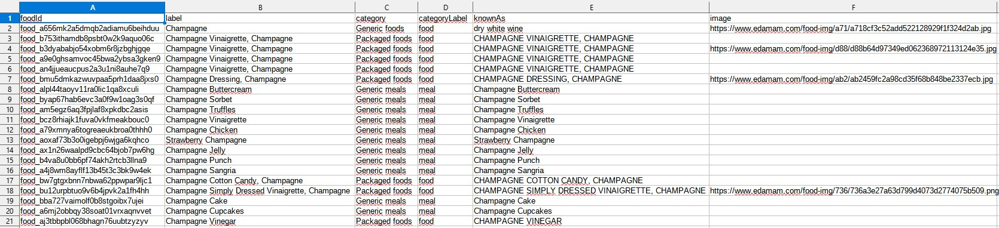 A B C D E F
1 foodId label category categoryLabel knownAs image
2 food_a656mk2a5dmqb2adiamu6beihduu Champagne Generic foods food dry white wine https://www.edamam.com/food-img/a71/a718cf3c52add522128929f1f324d2ab.jpg
3 food_b753ithamdb8psbt0w2k9aquo06c Champagne Vinaigrette, Champagne Packaged foods food CHAMPAGNE VINAIGRETTE, CHAMPAGNE
4 food_b3dyababjo54xobm6r8jzbghjgqe Champagne Vinaigrette, Champagne Packaged foods food CHAMPAGNE VINAIGRETTE, CHAMPAGNE https://www.edamam.com/food-img/d88/d88b64d97349ed062368972113124e35.jpg
5 food_a9e0ghsamvoc45bwa2ybsa3gken9 Champagne Vinaigrette, Champagne Packaged foods food CHAMPAGNE VINAIGRETTE, CHAMPAGNE
6 food_an4jjueaucpus2a3u1ni8auhe7q9 Champagne Vinaigrette, Champagne Packaged foods food CHAMPAGNE VINAIGRETTE, CHAMPAGNE
7 food_bmu5dmkazwuvpaa5prh1daa8jxs0 Champagne Dressing, Champagne Packaged foods food CHAMPAGNE DRESSING, CHAMPAGNE https://www.edamam.com/food-img/ab2/ab2459fc2a98cd35f68b848be2337ecb.jpg
8 food_alpl44taoyv11ra0lic1qa8xculi Champagne Buttercream Generic meals meal Champagne Buttercream
9 food_byap67hab6evc3a0f9w1oag3s0qf Champagne Sorbet Generic meals meal Champagne Sorbet
10 food_am5egz6aq3fpjlaf8xpkdbc2asis Champagne Truffles Generic meals meal Champagne Truffles
11 food_bcz8rhiajk1fuva0vkfmeakbouc0 Champagne Vinaigrette Generic meals meal Champagne Vinaigrette
12 food_a79xmnya6togreaeukbroa0thhh0 Champagne Chicken Generic meals meal Champagne Chicken
13 food_aoxaf73b3o0igebpj6wjga6kqhco Strawberry Champagne Generic meals meal Strawberry Champagne
14 food_ax1n26waalpd9cbc64bjob7pw6hg Champagne Jelly Generic meals meal Champagne Jelly
15 food_b4va8u0bb6pf74akh2rtcb3llna9 Champagne Punch Generic meals meal Champagne Punch
16 food_a4j8wm8ayflf13b45t3c3bk9w4ek Champagne Sangria Generic meals meal Champagne Sangria
17 food_bw7gtgxbnn7nbwa62ppwpar9ljc1 Champagne Cotton Candy, Champagne Packaged foods food CHAMPAGNE COTTON CANDY, CHAMPAGNE
18 food_bu12urpbtuo9v6b4jpvk2a1fh4hh Champagne Simply Dressed Vinaigrette, Champagne Packaged foods food CHAMPAGNE SIMPLY DRESSED VINAIGRETTE, CHAMPAGNE https://www.edamam.com/food-img/736/736a3e27a63d799d4073d2774075b509.png
19 food_bba727vaimolf0b8stgoibx7ujei Champagne Cake Generic meals meal Champagne Cake
20 food_a6mj2obbqy38soat01vrxaqnvvet Champagne Cupcakes Generic meals meal Champagne Cupcakes
21 food_aj3tbbpbl068bhagn76uubtzyzyv Champagne Vinegar Packaged foods food CHAMPAGNE VINEGAR